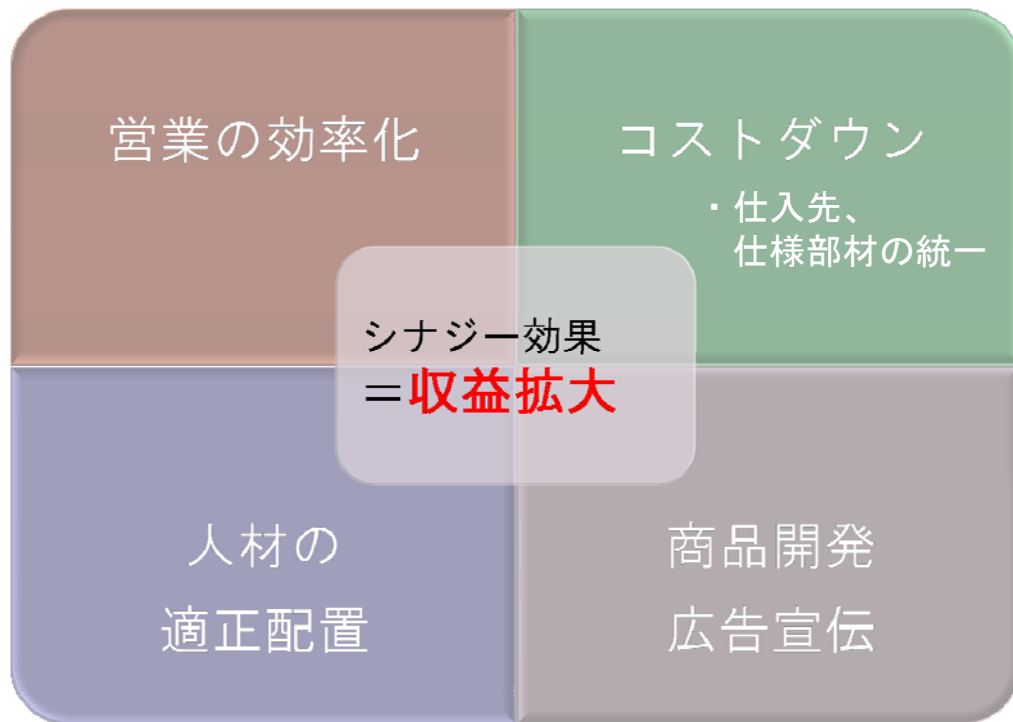 営業の効率化
コストダウン
・仕入先、
仕様部材の統一
シナジー効果
＝収益拡大
人材の
適正配置
商品開発
広告宣伝